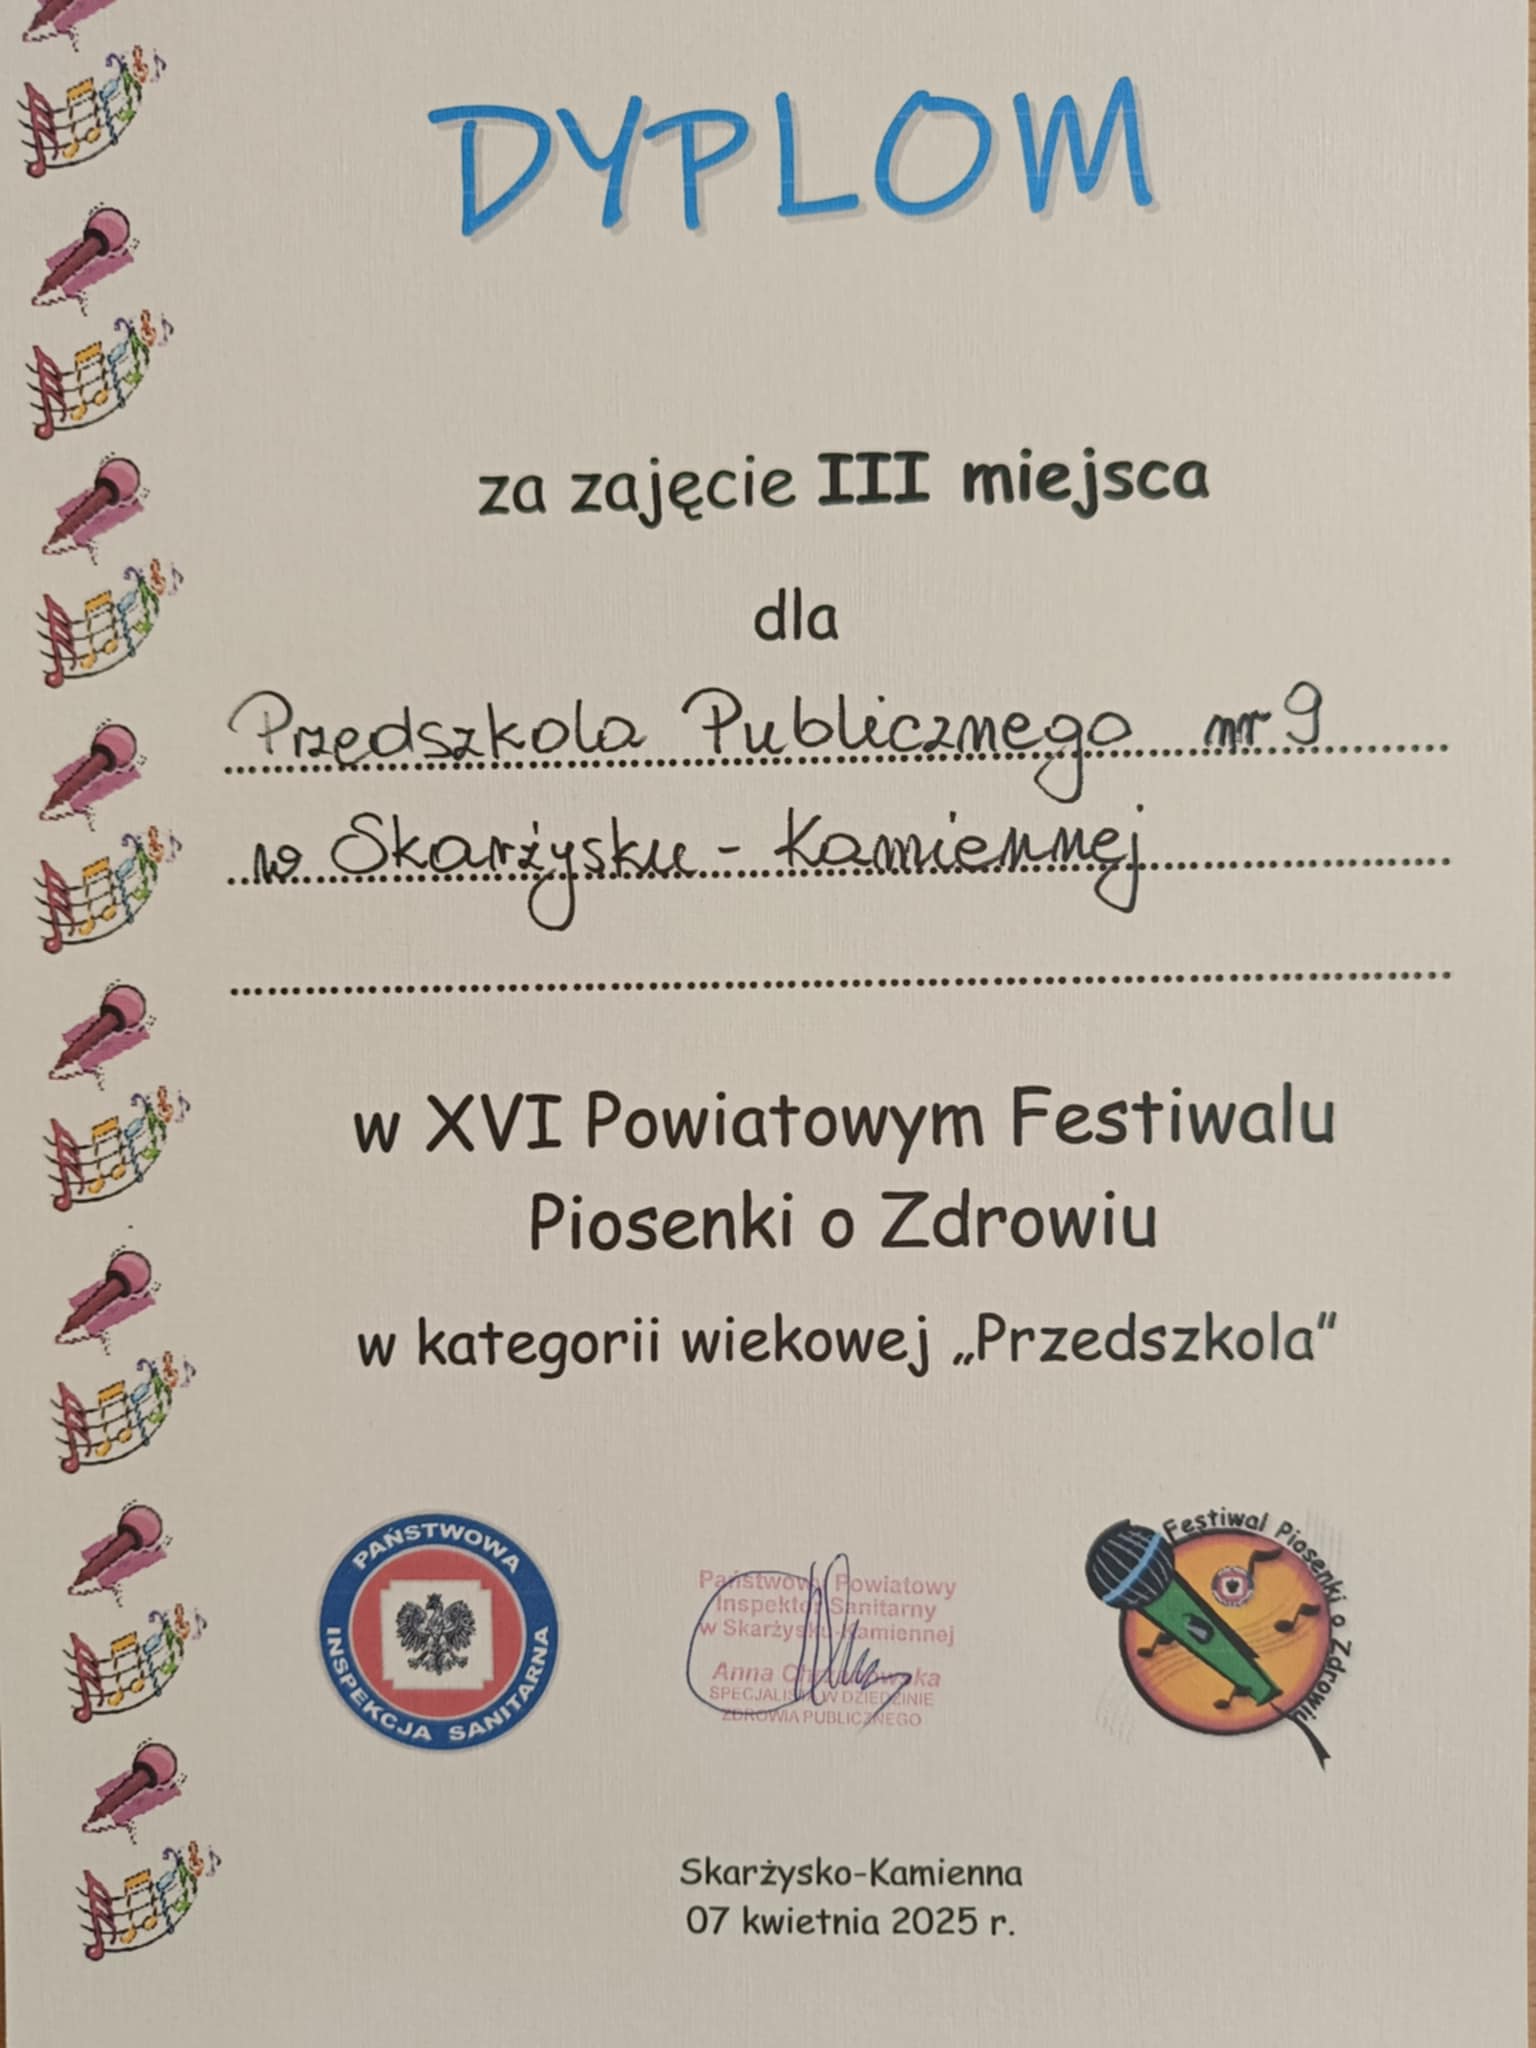 DYPLOM
za zajęcie III miejsca
dla
Przedszkola Publicznego nr 9
w Skarżysku-Kamiennej
w XVI Powiatowym Festiwalu
Piosenki o Zdrowiu
w kategorii wiekowej „Przedszkola”
PAŃSTWOWA
INSPEKCJA SANITARNA
Państwowy Powiatowy
Inspektor Sanitarny
w Skarżysku-Kamiennej
Anna
SPECJALISTA W DZIEDZINIE
ZDROWIA PUBLICZNEGO
Festiwal Piosenki o Zdrowiu
Skarżysko-Kamienna
07 kwietnia 2025 r.